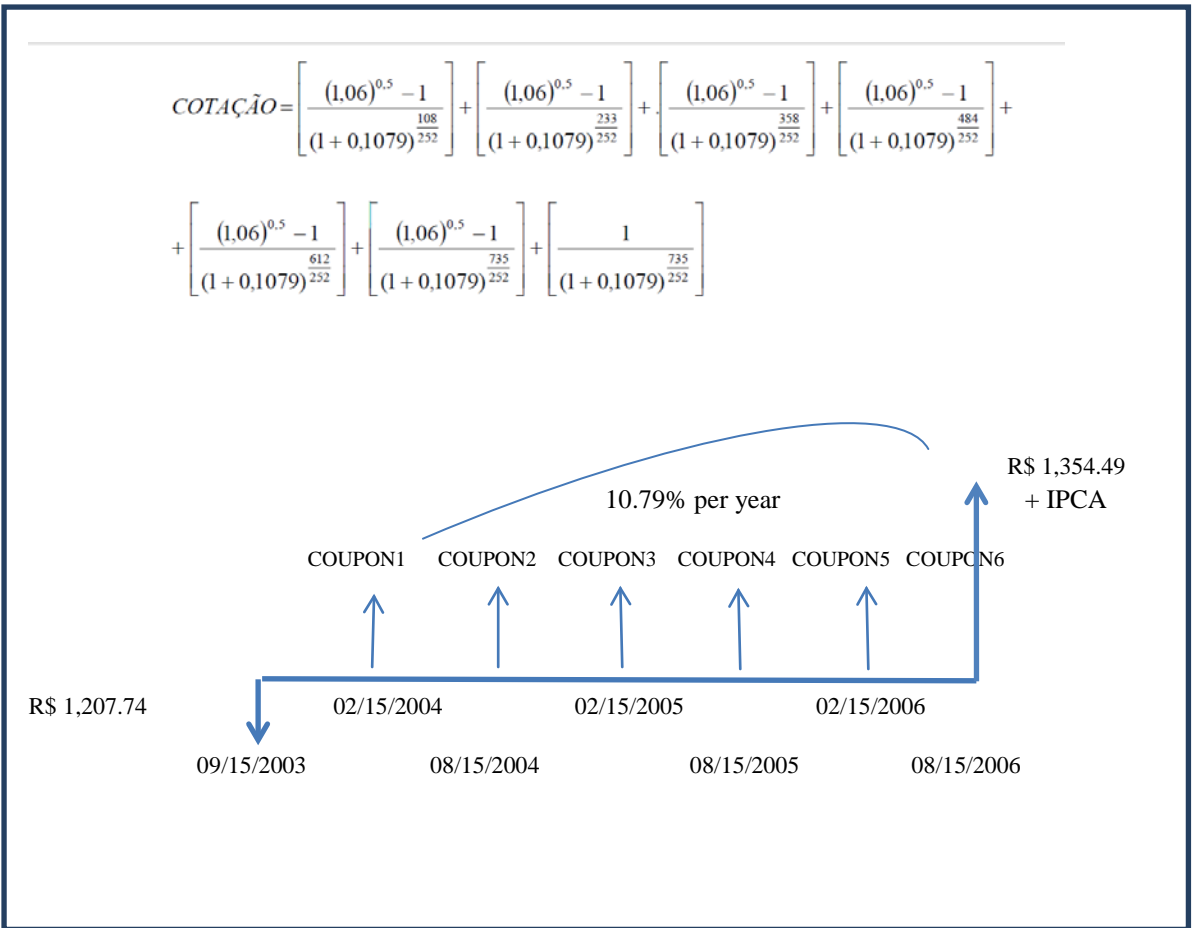 COTAÇÃO = [ (1,06)^0,5 − 1 / (1 + 0,1079)^(108/252) ] + [ (1,06)^0,5 − 1 / (1 + 0,1079)^(233/252) ] + . [ (1,06)^0,5 − 1 / (1 + 0,1079)^(358/252) ] + [ (1,06)^0,5 − 1 / (1 + 0,1079)^(484/252) ] +
+ [ (1,06)^0,5 − 1 / (1 + 0,1079)^(612/252) ] + [ (1,06)^0,5 − 1 / (1 + 0,1079)^(735/252) ] + [ 1 / (1 + 0,1079)^(735/252) ]
R$ 1,354.49
10.79% per year + IPCA
COUPON1 COUPON2 COUPON3 COUPON4 COUPON5 COUPON6
R$ 1,207.74 02/15/2004 02/15/2005 02/15/2006
09/15/2003 08/15/2004 08/15/2005 08/15/2006